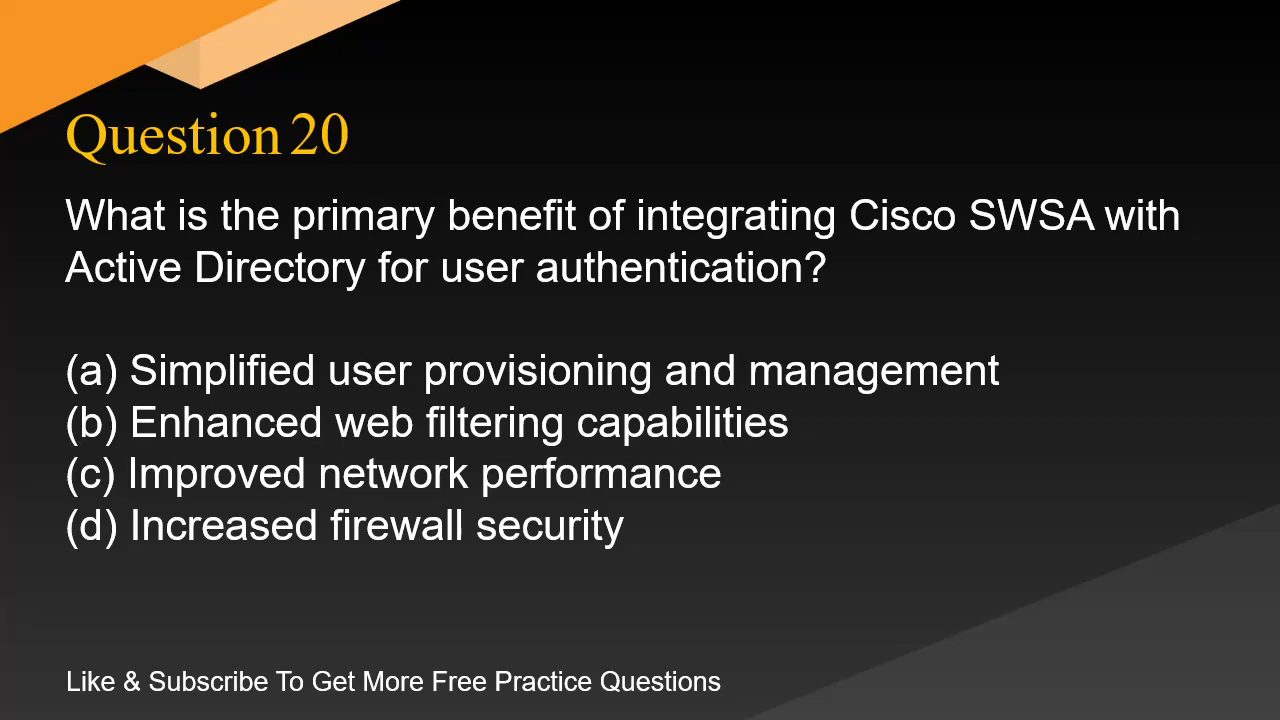 Question 20
What is the primary benefit of integrating Cisco SWSA with
Active Directory for user authentication?
(a) Simplified user provisioning and management
(b) Enhanced web filtering capabilities
(c) Improved network performance
(d) Increased firewall security
Like & Subscribe To Get More Free Practice Questions